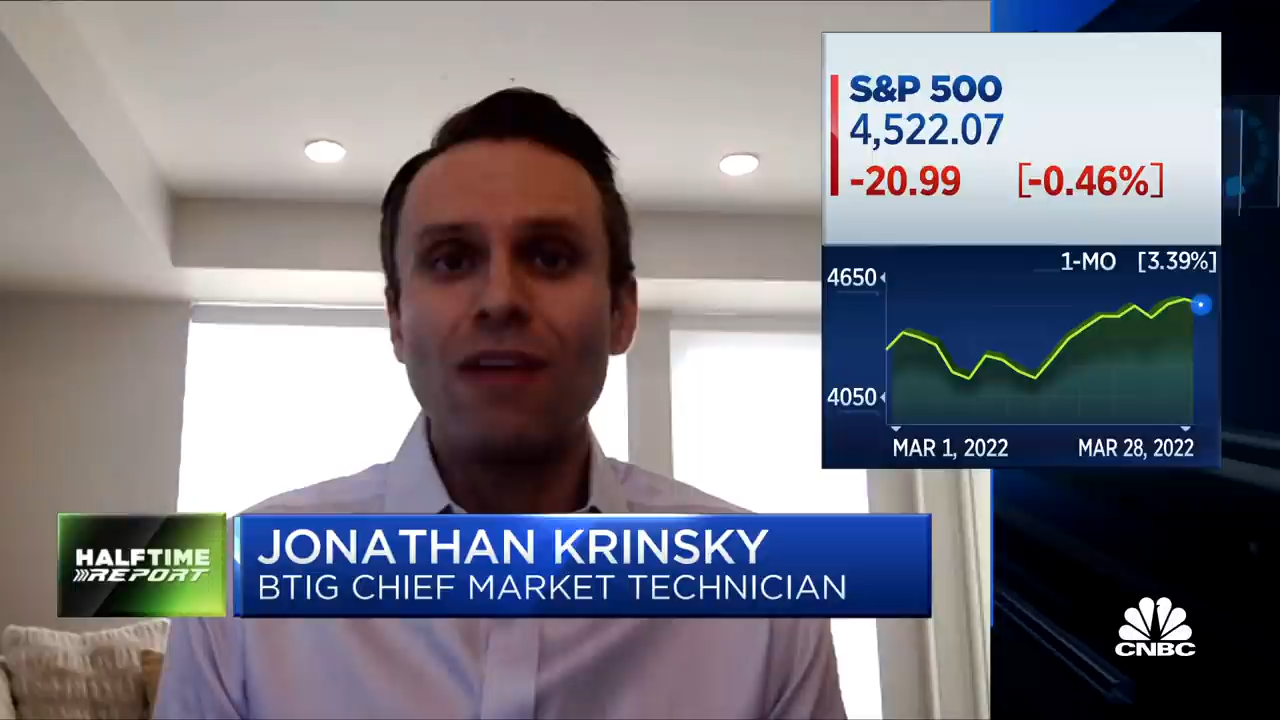 S&P 500
4,522.07
-20.99 [-0.46%]
1-MO [3.39%]
4650
4050
MAR 1, 2022 MAR 28, 2022
HALFTIME
REPORT
JONATHAN KRINSKY
BTIG CHIEF MARKET TECHNICIAN
CNBC